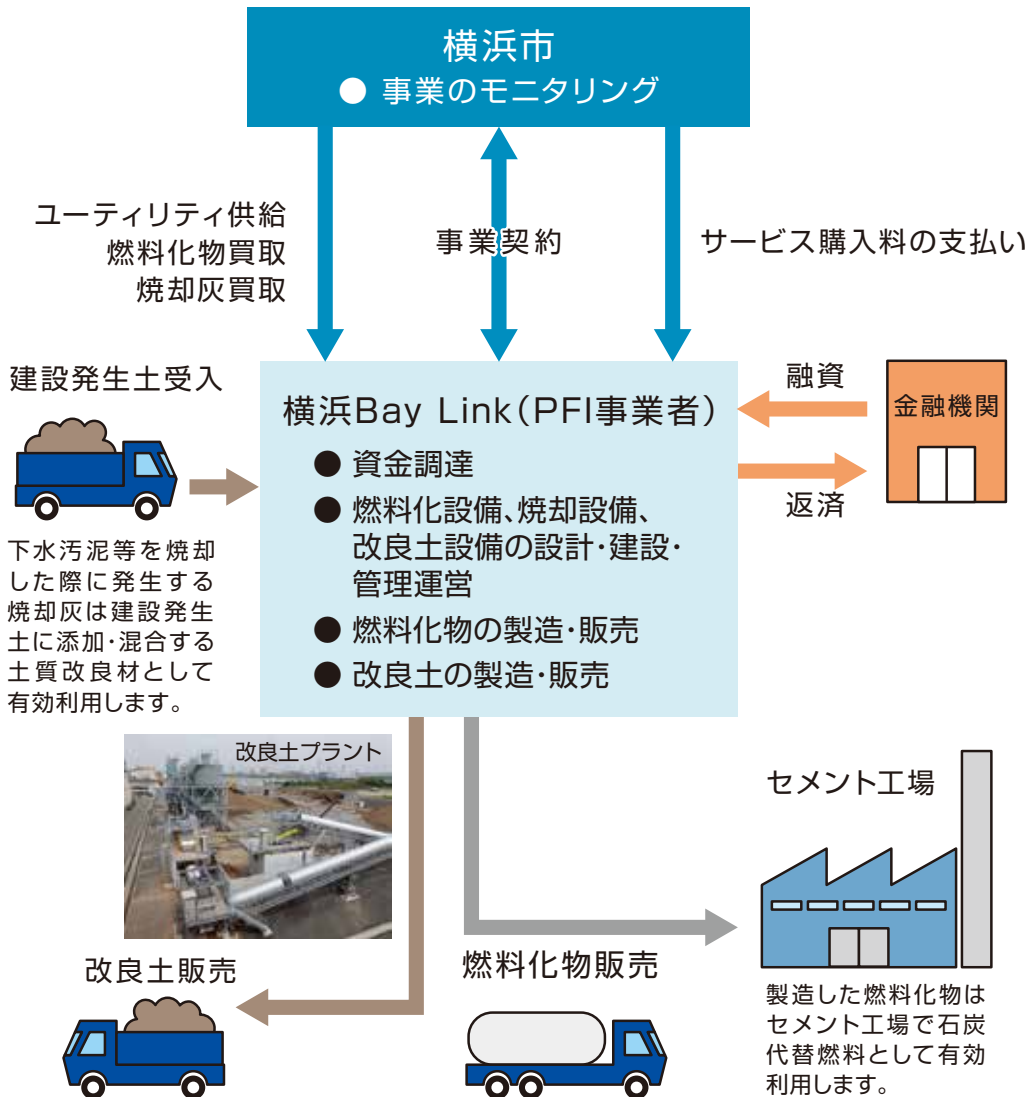 横浜市
● 事業のモニタリング
ユーティリティ供給
燃料化物買取
焼却灰買取
事業契約
サービス購入料の支払い
建設発生土受入
下水汚泥等を焼却
した際に発生する
焼却灰は建設発生
土に添加・混合する
土質改良材として
有効利用します。
横浜Bay Link(PFI事業者)
● 資金調達
● 燃料化設備、焼却設備、
改良土設備の設計・建設・
管理運営
● 燃料化物の製造・販売
● 改良土の製造・販売
融資
返済
金融機関
改良土プラント
改良土販売
燃料化物販売
セメント工場
製造した燃料化物は
セメント工場で石炭
代替燃料として有効
利用します。